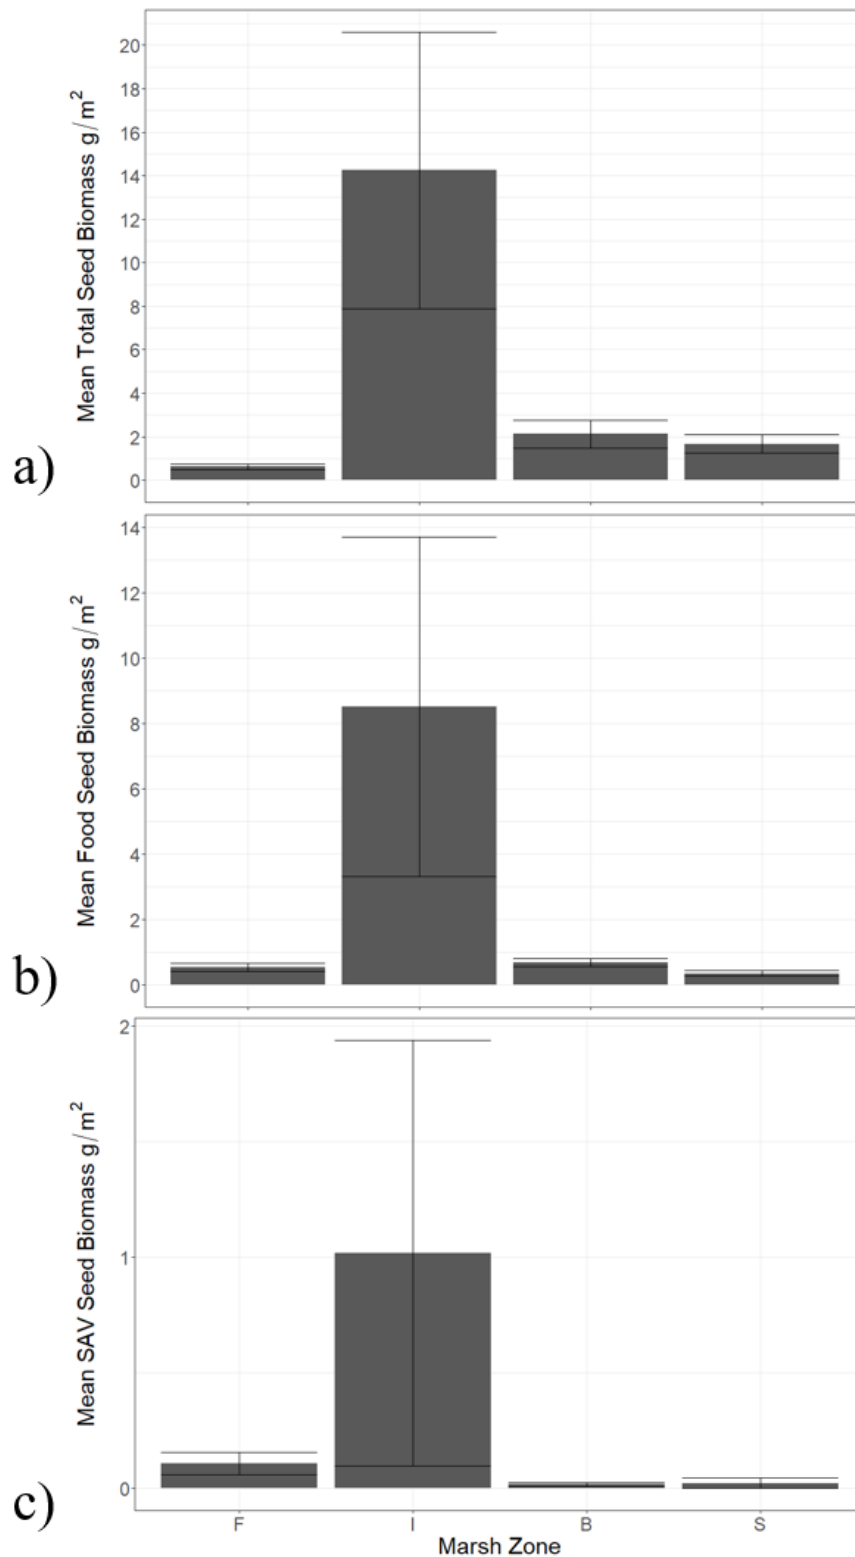 Mean Total Seed Biomass g/m²
20
18
16
14
12
10
8
6
4
2
0
a)
Mean Food Seed Biomass g/m²
14
12
10
8
6
4
2
0
b)
Mean SAV Seed Biomass g/m²
2
1
0
c)
F I B S
Marsh Zone